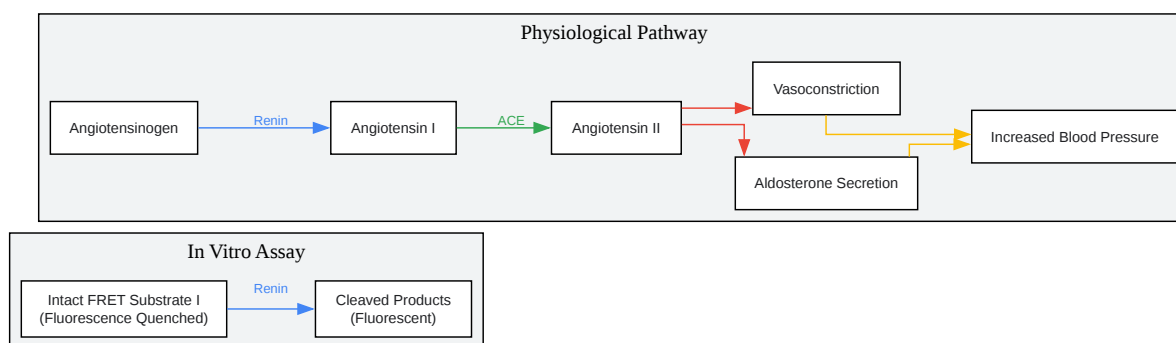 Physiological Pathway
Angiotensinogen
Renin
Angiotensin I
ACE
Angiotensin II
Vasoconstriction
Aldosterone Secretion
Increased Blood Pressure
In Vitro Assay
Intact FRET Substrate I
(Fluorescence Quenched)
Renin
Cleaved Products
(Fluorescent)